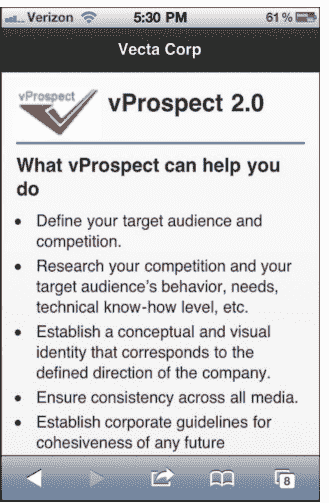 Verizon 5:30 PM 61%
Vecta Corp
vProspect
vProspect 2.0
What vProspect can help you
do
• Define your target audience and
competition.
• Research your competition and your
target audience's behavior, needs,
technical know-how level, etc.
• Establish a conceptual and visual
identity that corresponds to the
defined direction of the company.
• Ensure consistency across all media.
• Establish corporate guidelines for
cohesiveness of any future
8